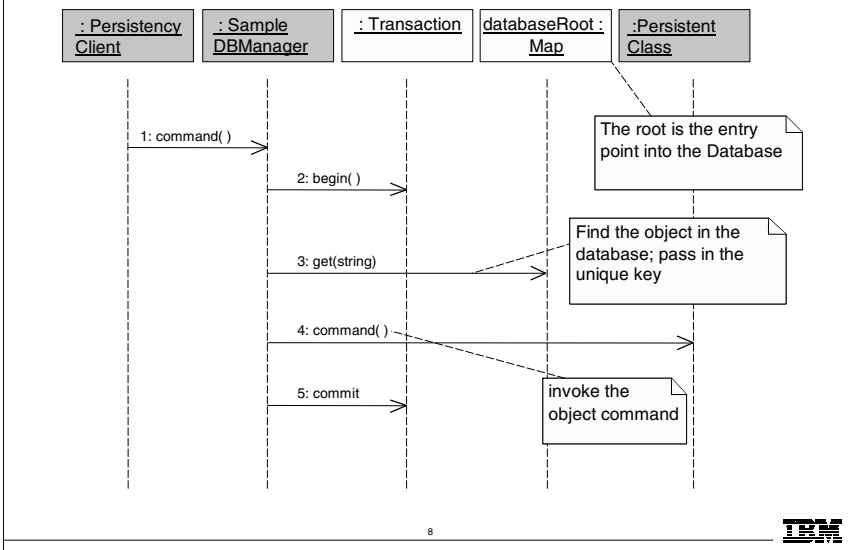 : Persistency
Client
: Sample
DBManager
: Transaction
databaseRoot :
Map
:Persistent
Class
The root is the entry
point into the Database
1: command( )
2: begin( )
Find the object in the
database; pass in the
unique key
3: get(string)
4: command( )
invoke the
object command
5: commit
8
IBM